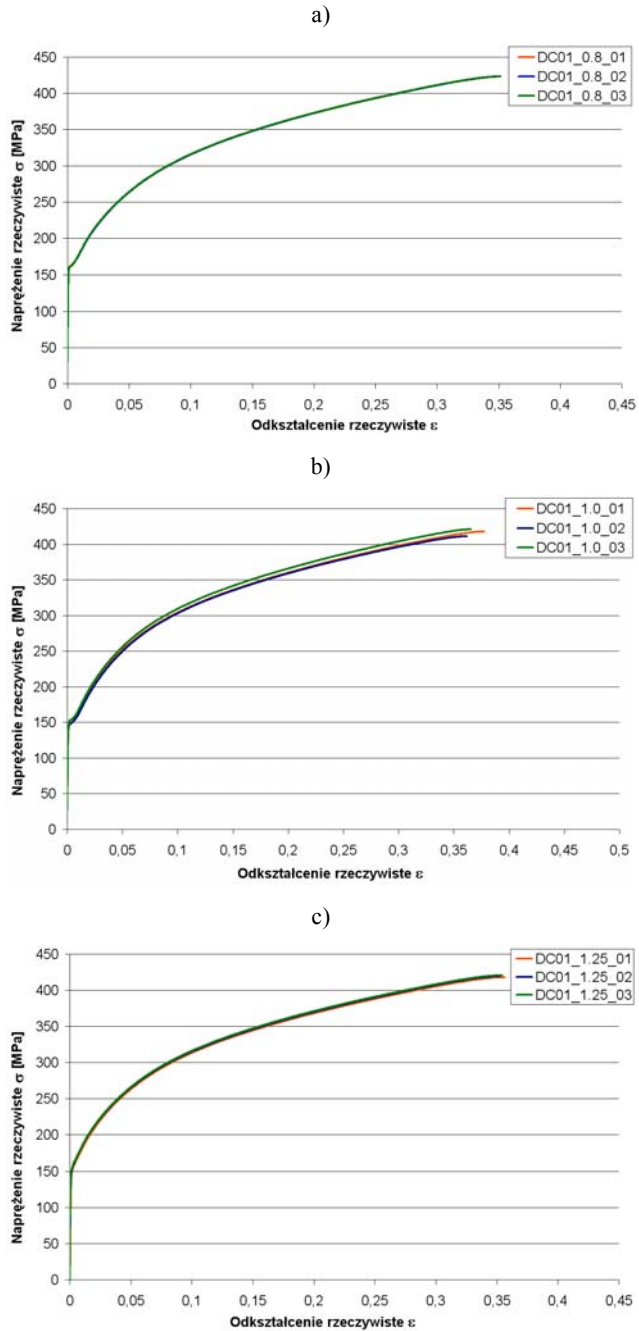 a)
450
400
350
300
250
200
150
100
50
0
Naprężenie rzeczywiste σ [MPa]
DC01_0.8_01
DC01_0.8_02
DC01_0.8_03
0 0,05 0,1 0,15 0,2 0,25 0,3 0,35 0,4 0,45
Odkształcenie rzeczywiste ε
b)
450
400
350
300
250
200
150
100
50
0
Naprężenie rzeczywiste σ [MPa]
DC01_1.0_01
DC01_1.0_02
DC01_1.0_03
0 0,05 0,1 0,15 0,2 0,25 0,3 0,35 0,4 0,45 0,5
Odkształcenie rzeczywiste ε
c)
450
400
350
300
250
200
150
100
50
0
Naprężenie rzeczywiste σ [MPa]
DC01_1.25_01
DC01_1.25_02
DC01_1.25_03
0 0,05 0,1 0,15 0,2 0,25 0,3 0,35 0,4 0,45
Odkształcenie rzeczywiste ε